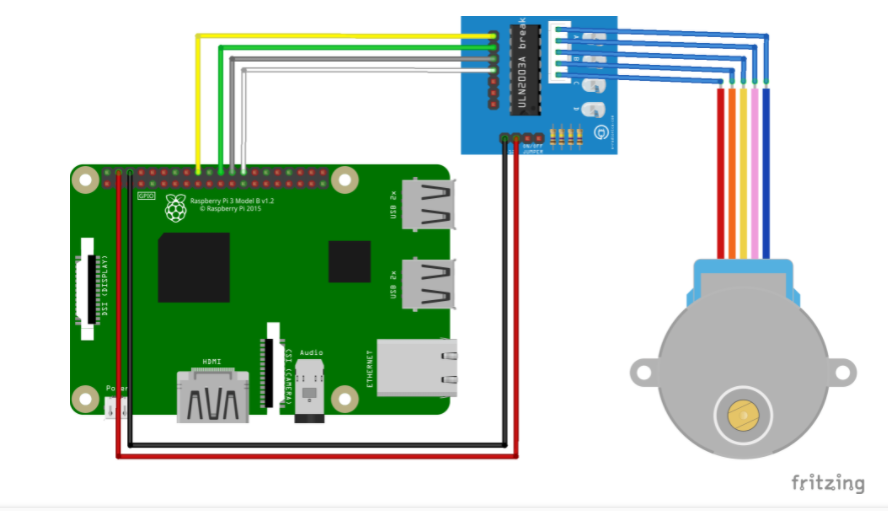 ULN2003A break
A
B
C
D
ON/OFF
JUMPER
GPIO
Raspberry Pi 3 Model B v1.2
© Raspberry Pi 2015
USB 2x
USB 2x
DSI (DISPLAY)
HDMI
CSI (CAMERA)
Audio
ETHERNET
Power
fritzing